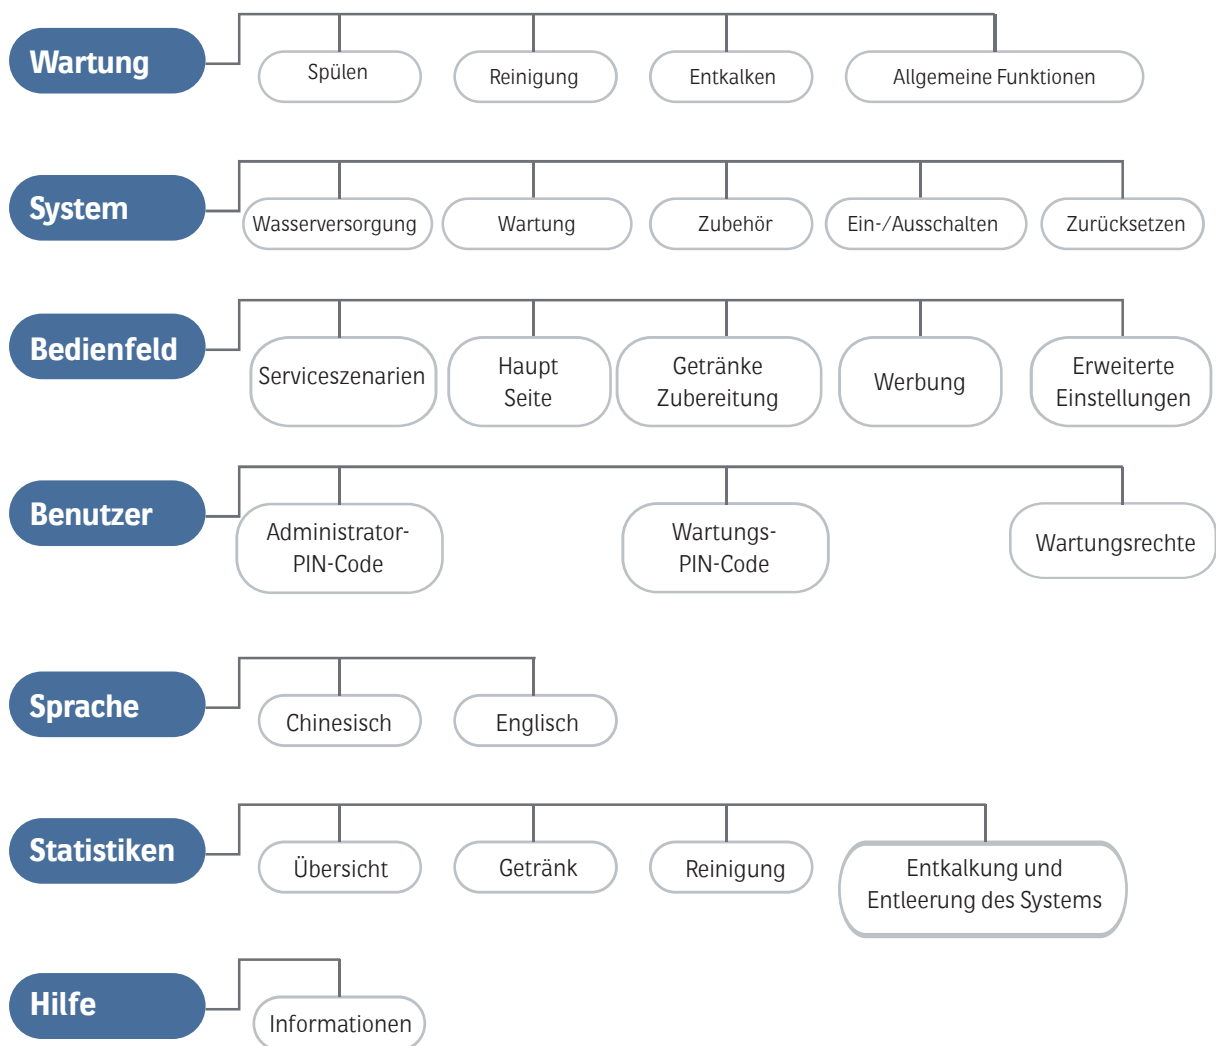 Wartung
Spülen
Reinigung
Entkalken
Allgemeine Funktionen
System
Wasserversorgung
Wartung
Zubehör
Ein-/Ausschalten
Zurücksetzen
Bedienfeld
Serviceszenarien
Haupt
Seite
Getränke
Zubereitung
Werbung
Erweiterte
Einstellungen
Benutzer
Administrator-
PIN-Code
Wartungs-
PIN-Code
Wartungsrechte
Sprache
Chinesisch
Englisch
Statistiken
Übersicht
Getränk
Reinigung
Entkalkung und
Entleerung des Systems
Hilfe
Informationen